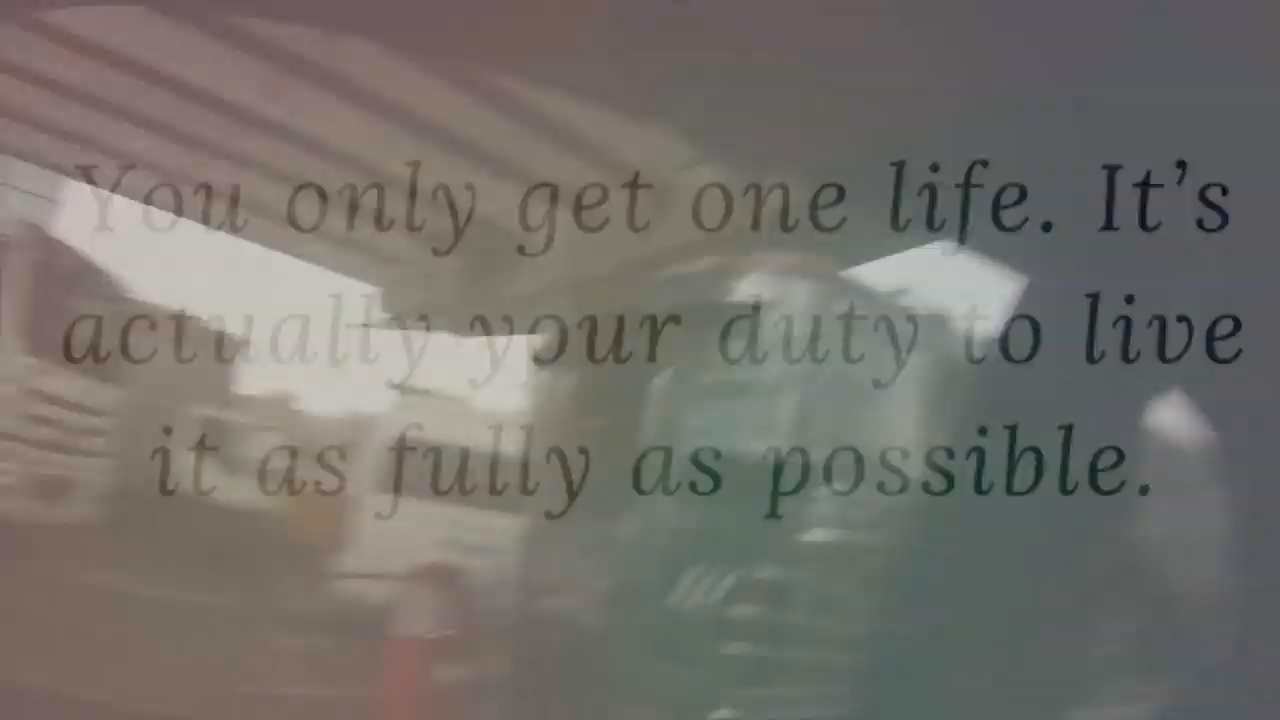 You only get one life. It’s
actually your duty to live
it as fully as possible.